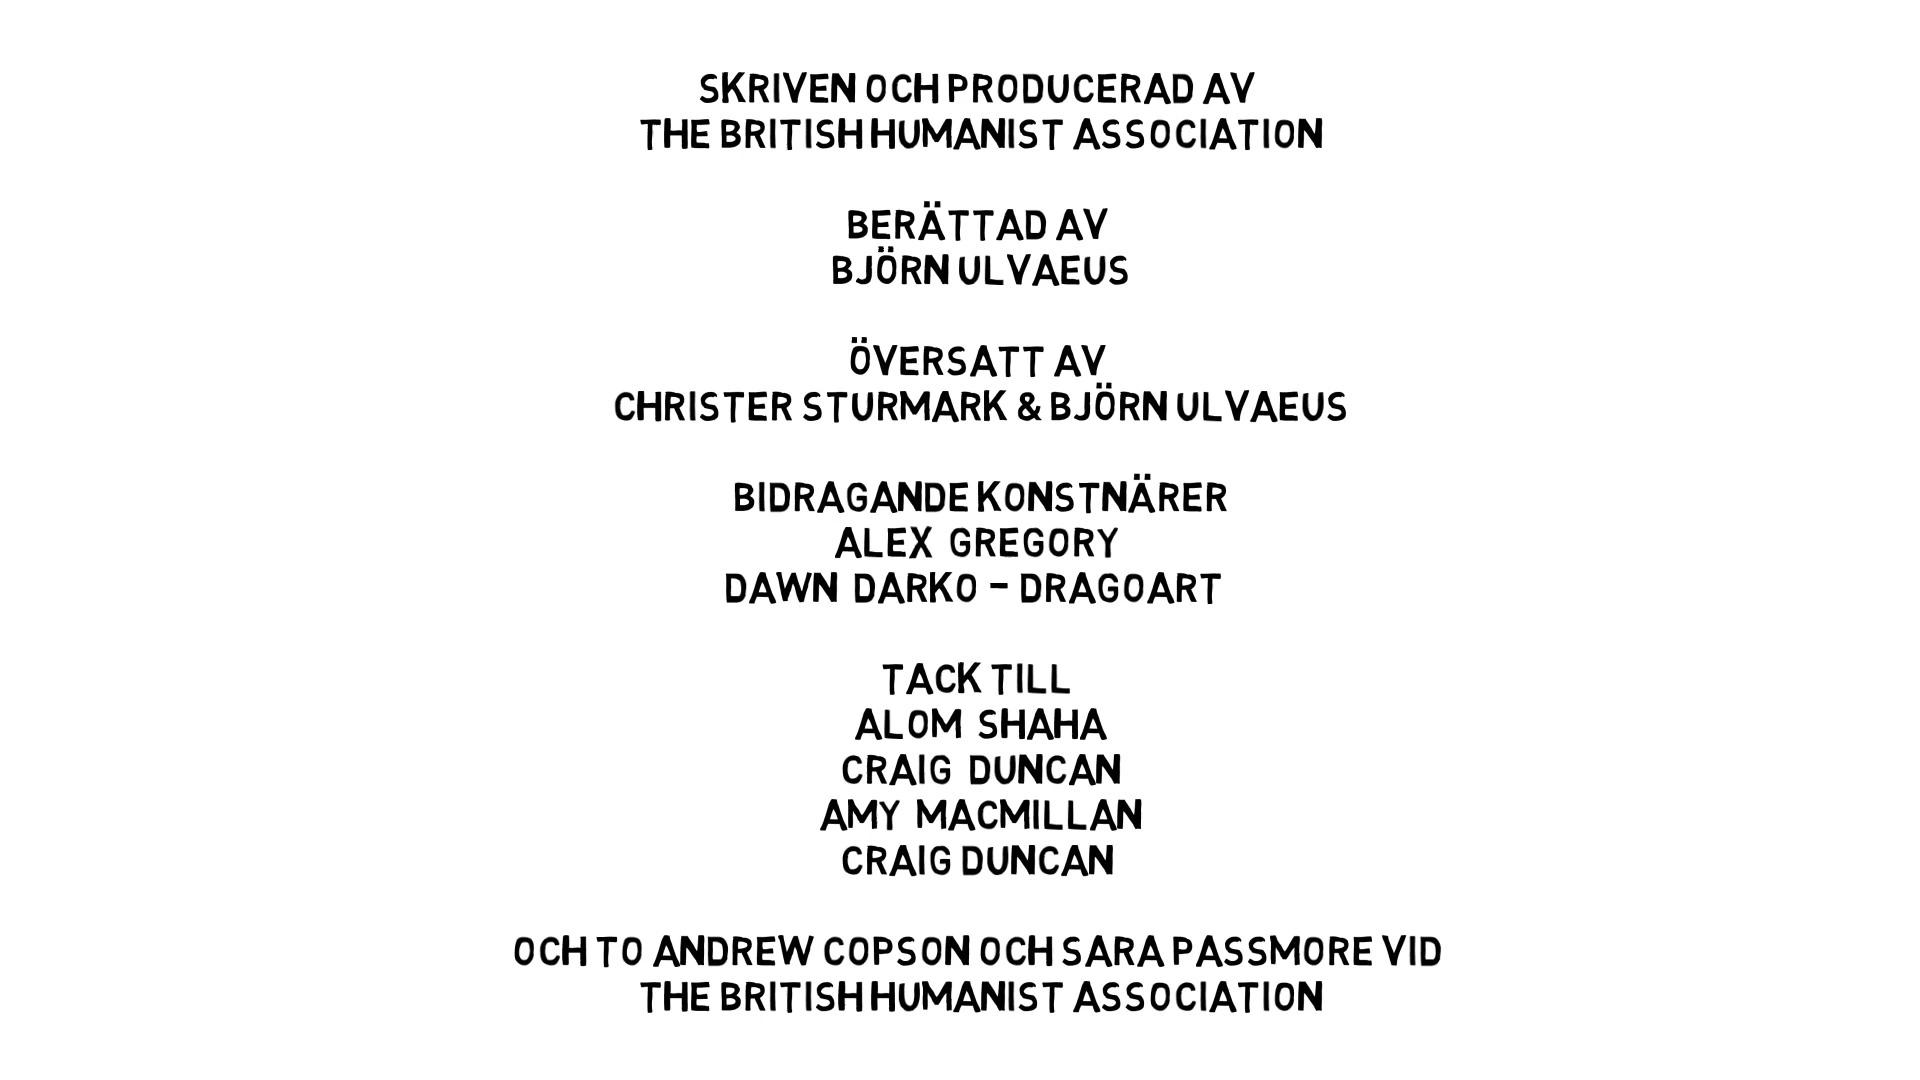 SKRIVEN OCH PRODUCERAD AV
THE BRITISH HUMANIST ASSOCIATION
BERÄTTAD AV
BJÖRN ULVAEUS
ÖVERSATT AV
CHRISTER STURMARK & BJÖRN ULVAEUS
BIDRAGANDE KONSTNÄRER
ALEX GREGORY
DAWN DARKO - DRAGOART
TACK TILL
ALOM SHAHA
CRAIG DUNCAN
AMY MACMILLAN
CRAIG DUNCAN
OCH TO ANDREW COPSON OCH SARA PASSMORE VID
THE BRITISH HUMANIST ASSOCIATION